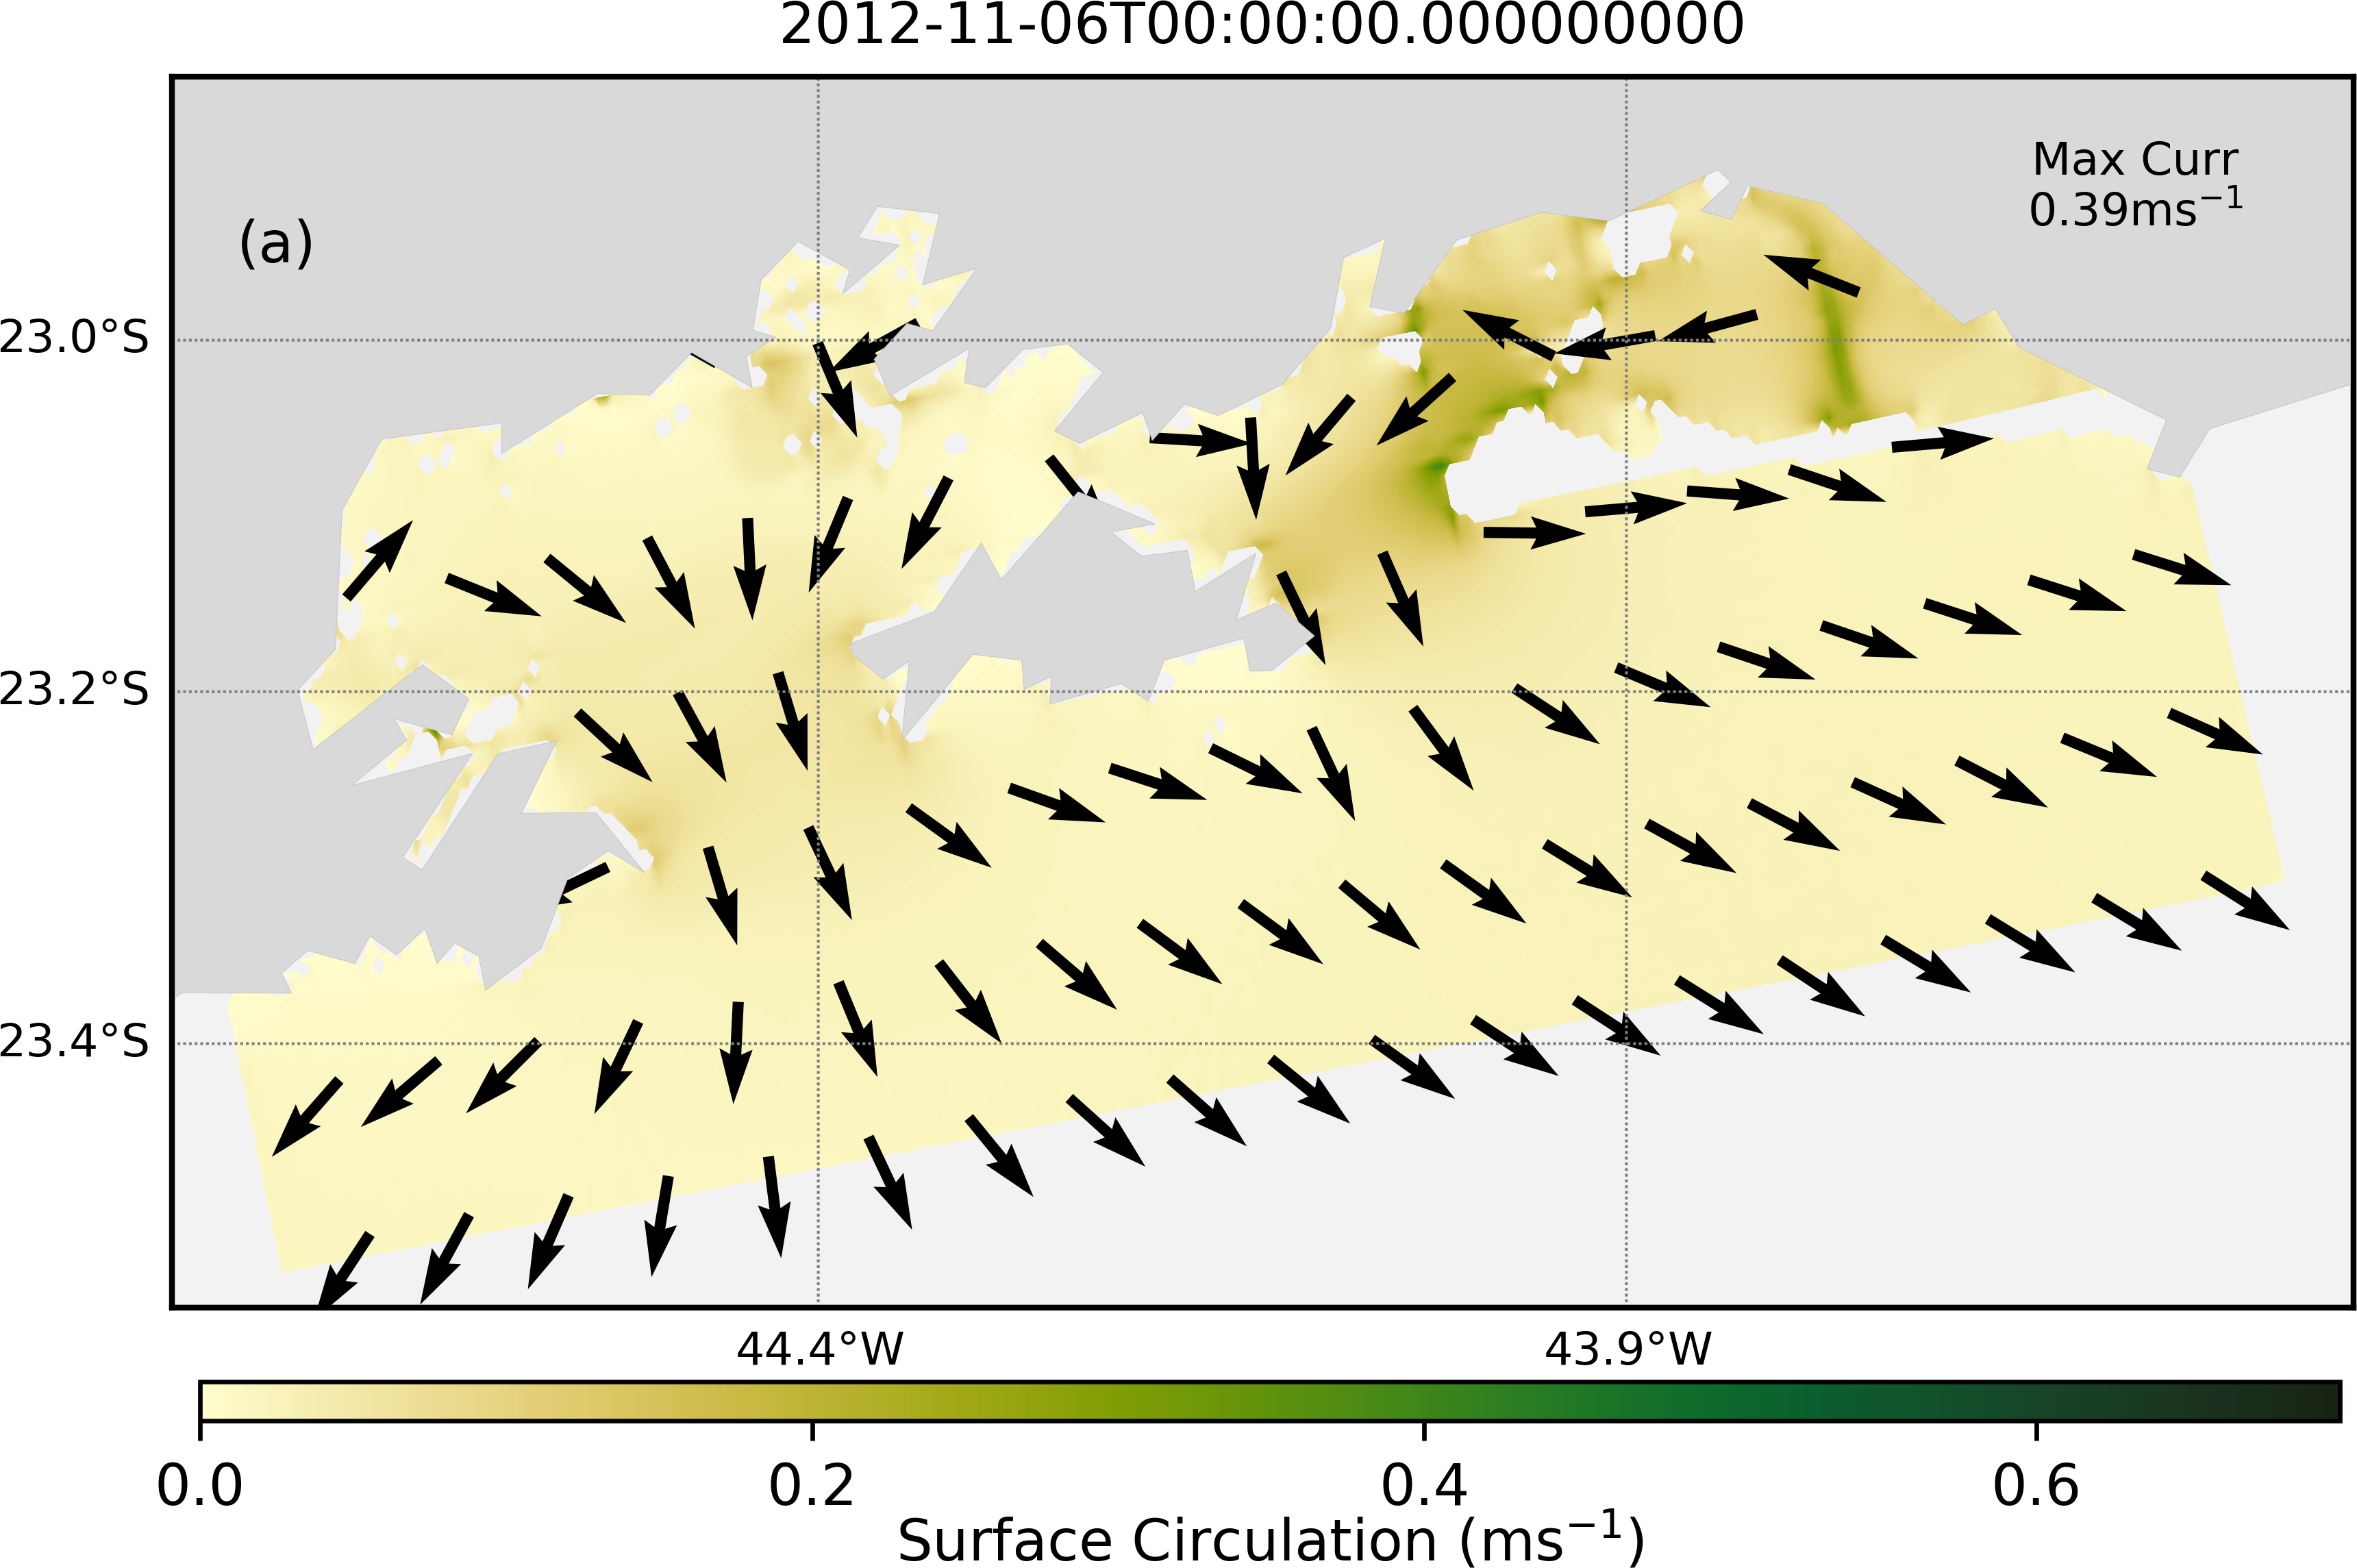 2012-11-06T00:00:00.000000000
Max Curr
0.39ms⁻¹
(a)
23.0°S
23.2°S
23.4°S
44.4°W 43.9°W
0.0 0.2 0.4 0.6
Surface Circulation (ms⁻¹)